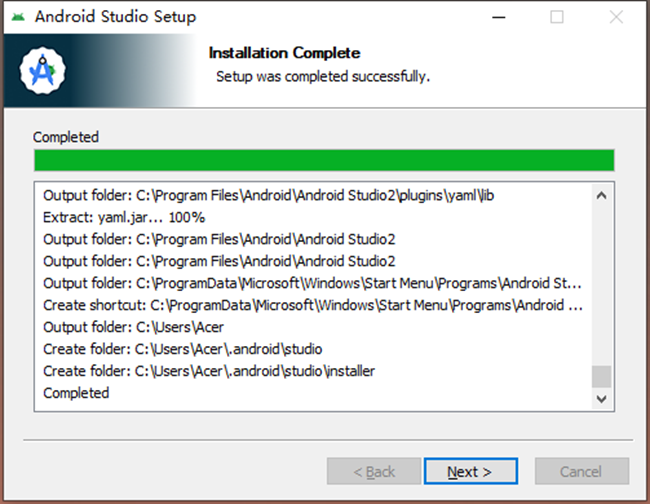 Android Studio Setup
Installation Complete
Setup was completed successfully.
Completed
Output folder: C:\Program Files\Android\Android Studio2\plugins\yaml\lib
Extract: yaml.jar... 100%
Output folder: C:\Program Files\Android\Android Studio2
Output folder: C:\Program Files\Android\Android Studio2
Output folder: C:\ProgramData\Microsoft\Windows\Start Menu\Programs\Android St...
Create shortcut: C:\ProgramData\Microsoft\Windows\Start Menu\Programs\Android ...
Output folder: C:\Users\Acer
Create folder: C:\Users\Acer\.android\studio
Create folder: C:\Users\Acer\.android\studio\installer
Completed
< Back Next > Cancel